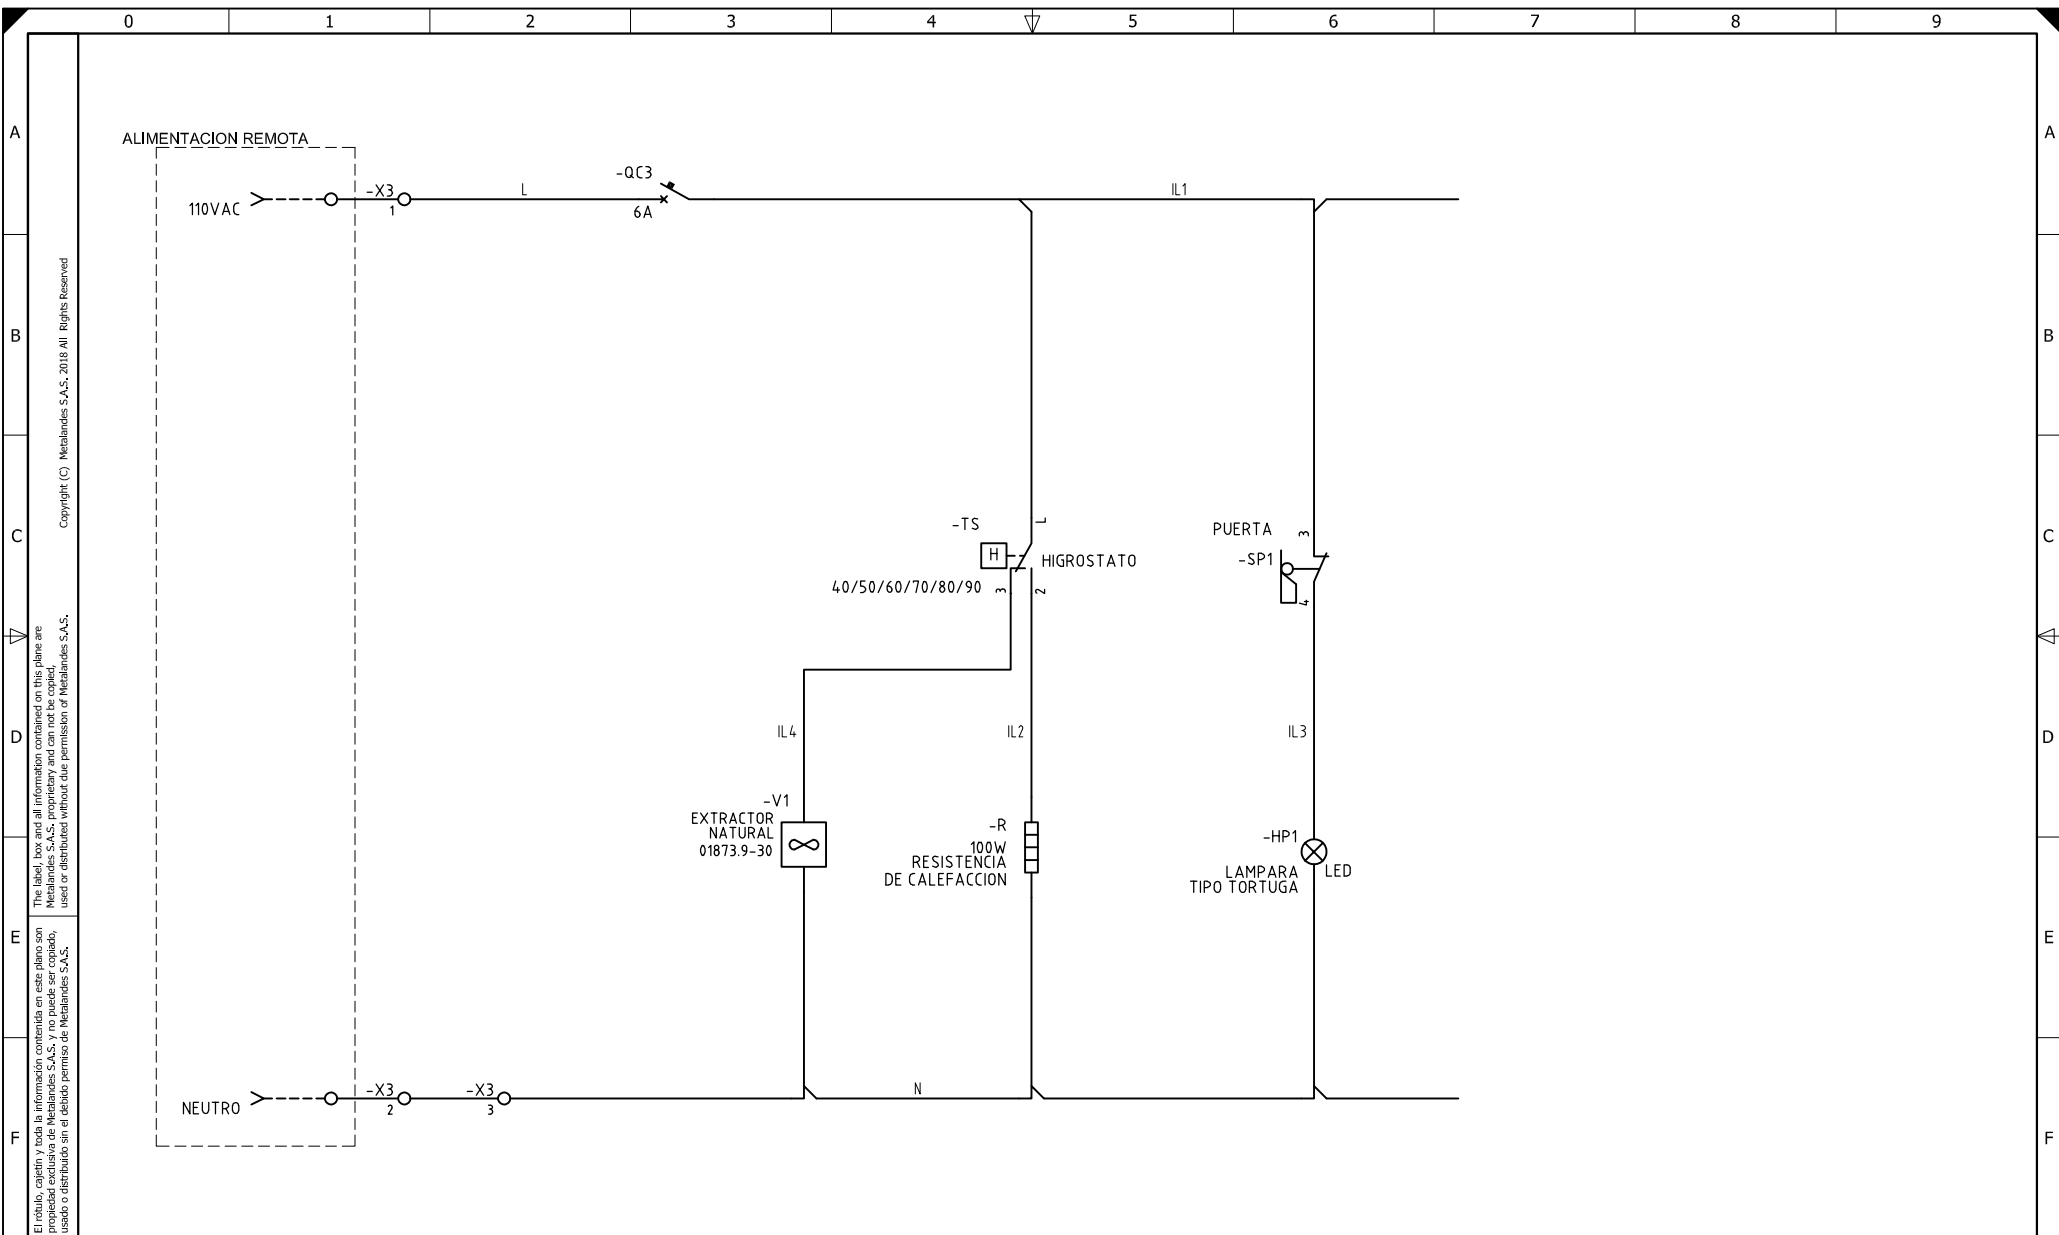 0 1 2 3 4 5 6 7 8 9
A A
ALIMENTACION REMOTA
-QC3
110VAC
-X3
1
L
6A
IL1
B B
C C
-TS
L
H
HIGROSTATO
40/50/60/70/80/90
3
2
PUERTA
3
-SP1
4
D D
IL4
IL2
IL3
-V1
EXTRACTOR
NATURAL
01873.9-30
-R
100W
RESISTENCIA
DE CALEFACCION
-HP1
LAMPARA
TIPO TORTUGA
LED
E E
NEUTRO
-X3
2
-X3
3
N
F F
Copyright (C) Metalandes S.A.S. 2018 All Rights Reserved
The label, box and all information contained on this plane are
Metalandes S.A.S. proprietary and can not be copied,
used or distributed without due permission of Metalandes S.A.S.
El rótulo, cajetín y toda la información contenida en este plano son
propiedad exclusiva de Metalandes S.A.S. y no puede ser copiado,
usado o distribuido sin el debido permiso de Metalandes S.A.S.